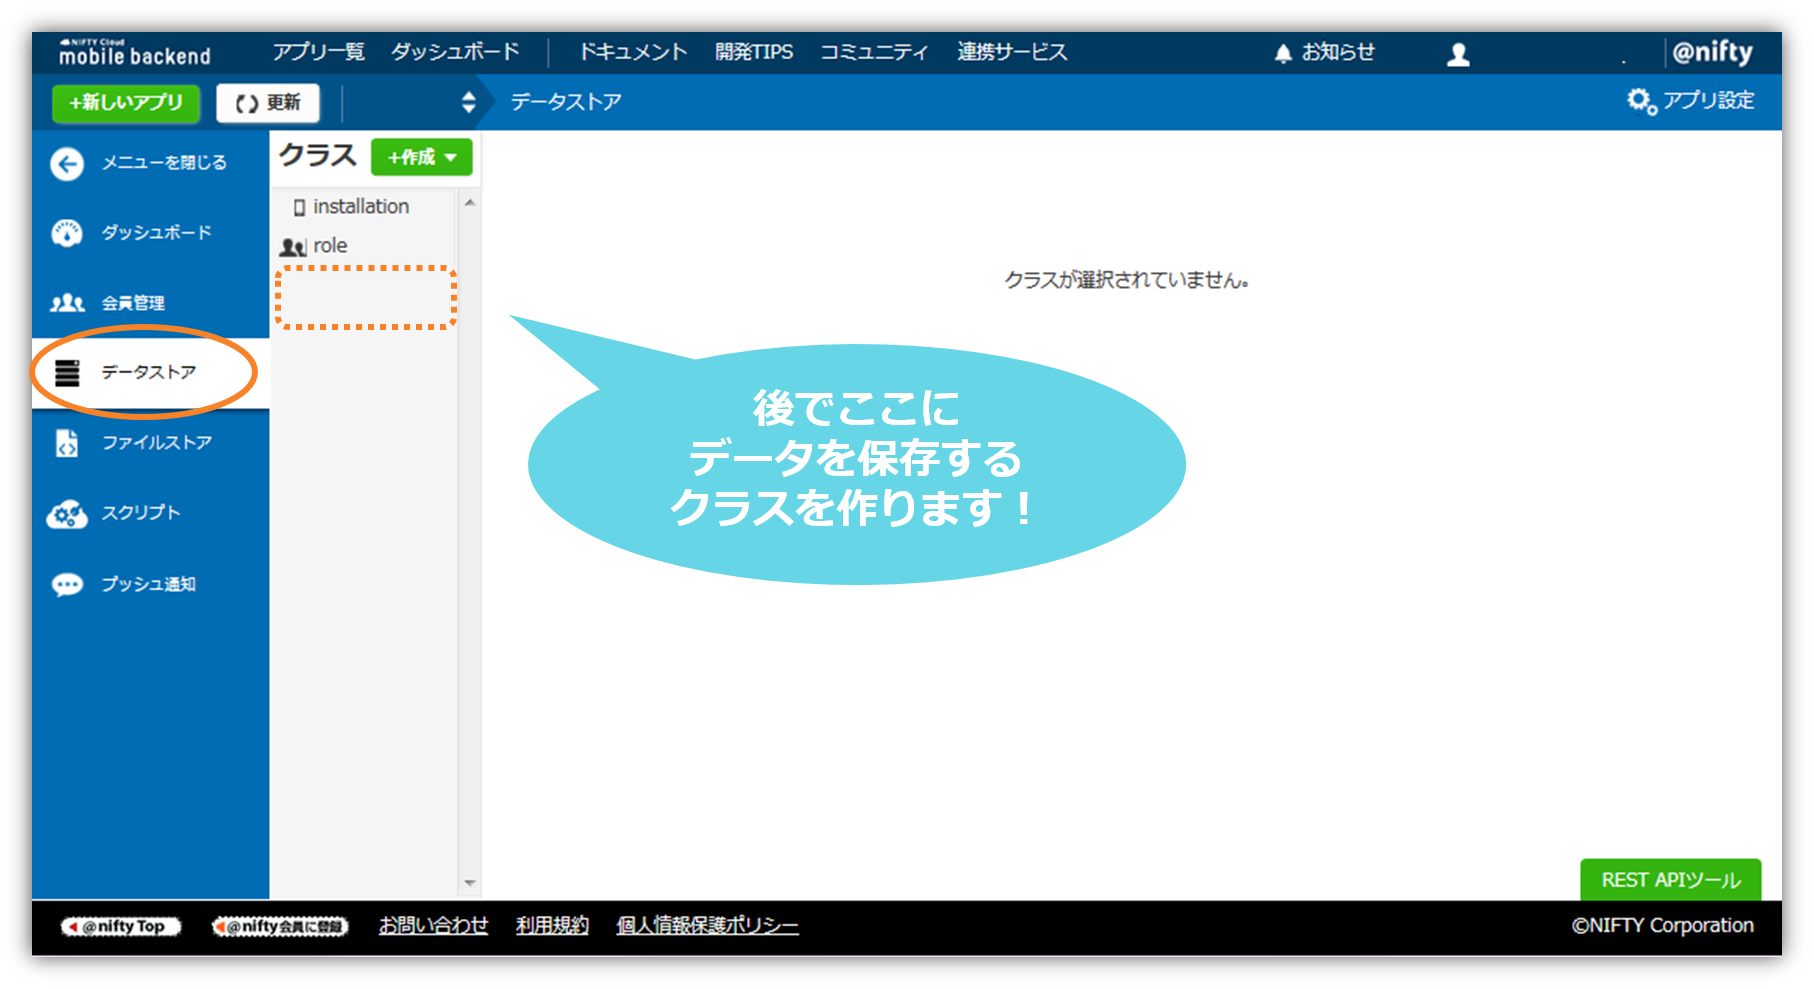 NIFTY Cloud
mobile backend
アプリ一覧 ダッシュボード ドキュメント 開発TIPS コミュニティ 連携サービス お知らせ @nifty
+新しいアプリ 更新 データストア アプリ設定
メニューを閉じる
ダッシュボード
会員管理
データストア
ファイルストア
スクリプト
プッシュ通知
クラス +作成
installation
role
クラスが選択されていません。
後でここに
データを保存する
クラスを作ります！
REST APIツール
@nifty Top @nifty会員に登録 お問い合わせ 利用規約 個人情報保護ポリシー ©NIFTY Corporation